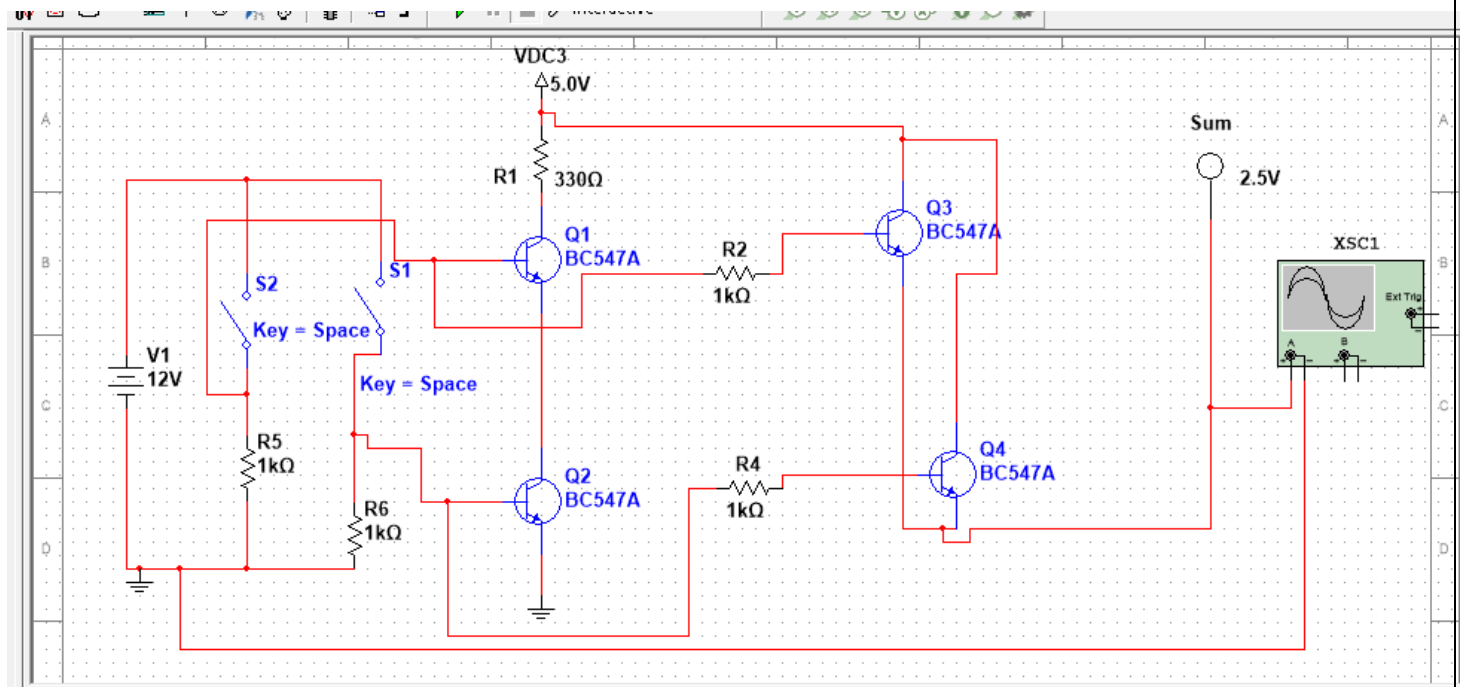 Interactive
VDC3
5.0V
R1
330Ω
Q1
BC547A
S2
Key = Space
S1
Key = Space
V1
12V
R5
1kΩ
R6
1kΩ
Q2
BC547A
R2
1kΩ
R4
1kΩ
Q3
BC547A
Q4
BC547A
Sum
2.5V
XSC1
Ext Trig
A
B
A
B
C
D
A
B
C
D